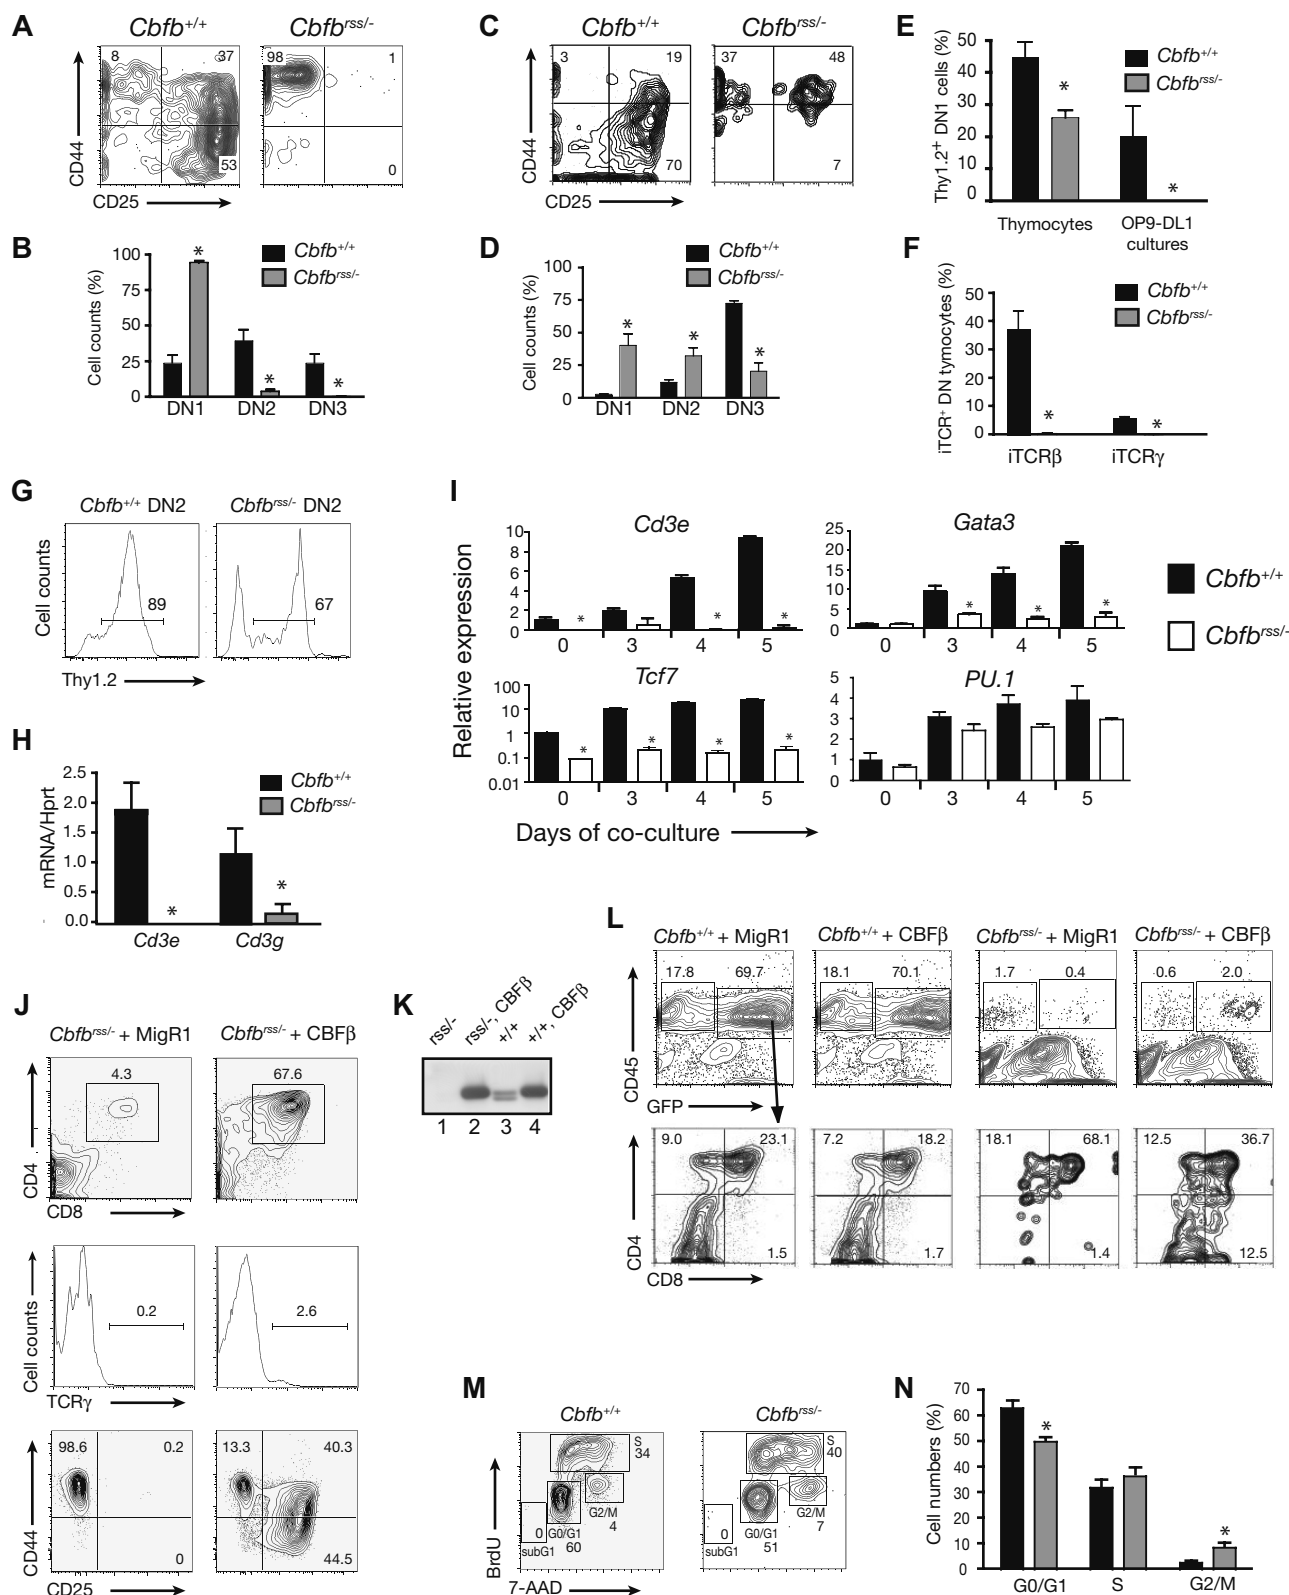 A
Cbfb+/+
Cbfbrss/-
8
37
53
98
1
0
CD44
CD25
B
Cell counts (%)
100
75
50
25
0
Cbfb+/+
Cbfbrss/-
*
*
*
DN1
DN2
DN3
C
Cbfb+/+
Cbfbrss/-
3
19
70
37
48
7
CD44
CD25
D
Cell counts (%)
100
75
50
25
0
Cbfb+/+
Cbfbrss/-
*
*
*
DN1
DN2
DN3
E
Thy1.2+ DN1 cells (%)
50
40
30
20
10
0
Cbfb+/+
Cbfbrss/-
*
*
Thymocytes
OP9-DL1
cultures
F
iTCR+ DN tymocytes (%)
50
40
30
20
10
0
Cbfb+/+
Cbfbrss/-
*
*
iTCRβ
iTCRγ
G
Cbfb+/+ DN2
Cbfbrss/- DN2
Cell counts
89
67
Thy1.2
H
mRNA/Hprt
2.5
2.0
1.5
1.0
0.5
0.0
Cbfb+/+
Cbfbrss/-
*
*
Cd3e
Cd3g
I
Relative expression
Cd3e
10
8
6
4
2
0
*
*
*
0
3
4
5
Gata3
25
20
15
10
5
0
*
*
*
0
3
4
5
Cbfb+/+
Cbfbrss/-
Tcf7
100
10
1
0.1
0.01
*
*
*
*
0
3
4
5
PU.1
5
4
3
2
1
0
0
3
4
5
Days of co-culture
J
Cbfbrss/- + MigR1
Cbfbrss/- + CBFβ
4.3
67.6
CD4
CD8
Cell counts
0.2
2.6
TCRγ
98.6
0.2
0
13.3
40.3
44.5
CD44
CD25
K
rss/-
rss/-, CBFβ
+/+
+/+, CBFβ
1
2
3
4
L
Cbfb+/+ + MigR1
Cbfb+/+ + CBFβ
Cbfbrss/- + MigR1
Cbfbrss/- + CBFβ
17.8
69.7
18.1
70.1
1.7
0.4
0.6
2.0
CD45
GFP
9.0
23.1
1.5
7.2
18.2
1.7
18.1
68.1
1.4
12.5
36.7
12.5
CD4
CD8
M
Cbfb+/+
Cbfbrss/-
S
34
G2/M
4
0
G0/G1
subG1
60
S
40
G2/M
7
0
G0/G1
subG1
51
BrdU
7-AAD
N
Cell numbers (%)
70
60
50
40
30
20
10
0
*
*
G0/G1
S
G2/M